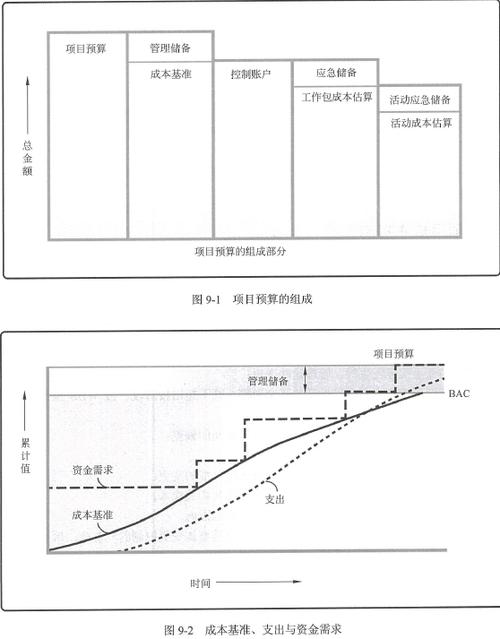 项目预算 管理储备
成本基准 控制账户 应急储备
工作包成本估算 活动应急储备
活动成本估算
总金额
项目预算的组成部分
图 9-1 项目预算的组成
项目预算
管理储备
BAC
累计值
资金需求
成本基准
支出
时间
图 9-2 成本基准、支出与资金需求